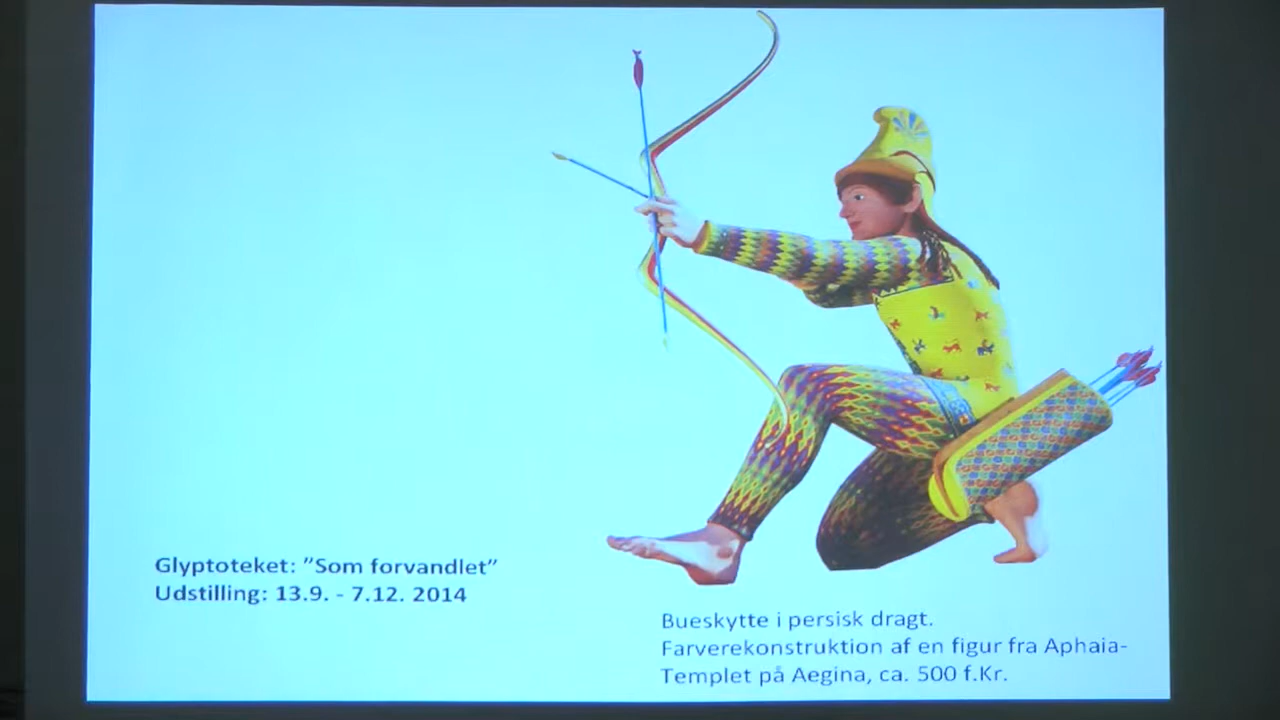 Glyptoteket: ”Som forvandlet”
Udstilling: 13.9. - 7.12. 2014
Bueskytte i persisk dragt.
Farverekonstruktion af en figur fra Aphaia-
Templet på Aegina, ca. 500 f.Kr.